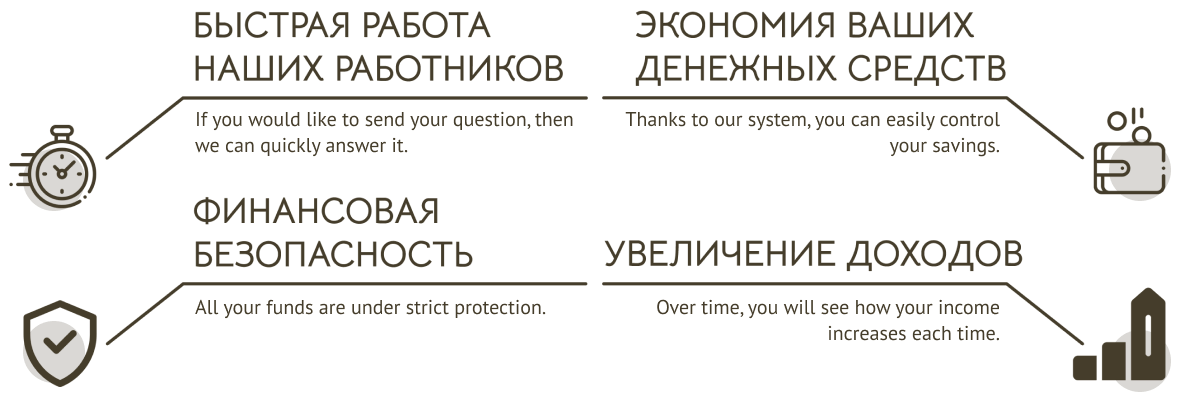 БЫСТРАЯ РАБОТА
НАШИХ РАБОТНИКОВ
If you would like to send your question, then
we can quickly answer it.
ЭКОНОМИЯ ВАШИХ
ДЕНЕЖНЫХ СРЕДСТВ
Thanks to our system, you can easily control
your savings.
ФИНАНСОВАЯ
БЕЗОПАСНОСТЬ
All your funds are under strict protection.
УВЕЛИЧЕНИЕ ДОХОДОВ
Over time, you will see how your income
increases each time.